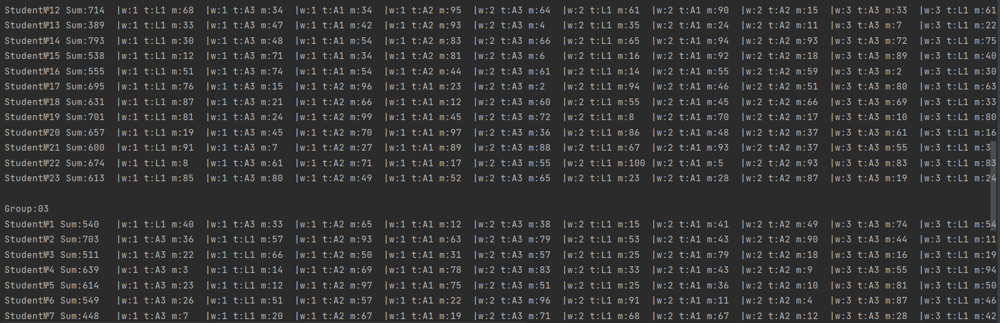 Student№12 Sum:714  |w:1 t:L1 m:68  |w:1 t:A3 m:34  |w:1 t:A1 m:34  |w:1 t:A2 m:95  |w:2 t:A3 m:64  |w:2 t:L1 m:61  |w:2 t:A1 m:90  |w:2 t:A2 m:15  |w:3 t:A3 m:33  |w:3 t:L1 m:61
Student№13 Sum:389  |w:1 t:L1 m:33  |w:1 t:A3 m:47  |w:1 t:A1 m:42  |w:1 t:A2 m:93  |w:2 t:A3 m:4   |w:2 t:L1 m:35  |w:2 t:A1 m:24  |w:2 t:A2 m:11  |w:3 t:A3 m:7   |w:3 t:L1 m:22
Student№14 Sum:793  |w:1 t:L1 m:30  |w:1 t:A3 m:48  |w:1 t:A1 m:54  |w:1 t:A2 m:83  |w:2 t:A3 m:66  |w:2 t:L1 m:65  |w:2 t:A1 m:94  |w:2 t:A2 m:93  |w:3 t:A3 m:72  |w:3 t:L1 m:75
Student№15 Sum:538  |w:1 t:L1 m:12  |w:1 t:A3 m:71  |w:1 t:A1 m:34  |w:1 t:A2 m:81  |w:2 t:A3 m:6   |w:2 t:L1 m:16  |w:2 t:A1 m:92  |w:2 t:A2 m:18  |w:3 t:A3 m:89  |w:3 t:L1 m:40
Student№16 Sum:555  |w:1 t:L1 m:51  |w:1 t:A3 m:74  |w:1 t:A1 m:54  |w:1 t:A2 m:44  |w:2 t:A3 m:61  |w:2 t:L1 m:14  |w:2 t:A1 m:55  |w:2 t:A2 m:59  |w:3 t:A3 m:2   |w:3 t:L1 m:30
Student№17 Sum:695  |w:1 t:L1 m:76  |w:1 t:A3 m:15  |w:1 t:A2 m:96  |w:1 t:A1 m:23  |w:2 t:A3 m:2   |w:2 t:L1 m:94  |w:2 t:A1 m:46  |w:2 t:A2 m:51  |w:3 t:A3 m:80  |w:3 t:L1 m:63
Student№18 Sum:631  |w:1 t:L1 m:87  |w:1 t:A3 m:21  |w:1 t:A2 m:66  |w:1 t:A1 m:12  |w:2 t:A3 m:60  |w:2 t:L1 m:55  |w:2 t:A1 m:45  |w:2 t:A2 m:66  |w:3 t:A3 m:69  |w:3 t:L1 m:33
Student№19 Sum:701  |w:1 t:L1 m:81  |w:1 t:A3 m:24  |w:1 t:A2 m:99  |w:1 t:A1 m:45  |w:2 t:A3 m:72  |w:2 t:L1 m:8   |w:2 t:A1 m:70  |w:2 t:A2 m:17  |w:3 t:A3 m:10  |w:3 t:L1 m:80
Student№20 Sum:657  |w:1 t:L1 m:19  |w:1 t:A3 m:45  |w:1 t:A2 m:70  |w:1 t:A1 m:97  |w:2 t:A3 m:36  |w:2 t:L1 m:86  |w:2 t:A1 m:48  |w:2 t:A2 m:37  |w:3 t:A3 m:61  |w:3 t:L1 m:16
Student№21 Sum:600  |w:1 t:L1 m:91  |w:1 t:A3 m:7   |w:1 t:A2 m:27  |w:1 t:A1 m:89  |w:2 t:A3 m:88  |w:2 t:L1 m:67  |w:2 t:A1 m:93  |w:2 t:A2 m:37  |w:3 t:A3 m:55  |w:3 t:L1
Student№22 Sum:674  |w:1 t:L1 m:8   |w:1 t:A3 m:61  |w:1 t:A2 m:71  |w:1 t:A1 m:17  |w:2 t:A3 m:55  |w:2 t:L1 m:100 |w:2 t:A1 m:5   |w:2 t:A2 m:93  |w:3 t:A3 m:83  |w:3 t:L1 m:83
Student№23 Sum:613  |w:1 t:L1 m:85  |w:1 t:A3 m:80  |w:1 t:A2 m:49  |w:1 t:A1 m:52  |w:2 t:A3 m:65  |w:2 t:L1 m:23  |w:2 t:A1 m:28  |w:2 t:A2 m:87  |w:3 t:A3 m:19  |w:3 t:L1 m:24
Group:03
Student№1 Sum:540   |w:1 t:L1 m:40  |w:1 t:A3 m:33  |w:1 t:A2 m:65  |w:1 t:A1 m:12  |w:2 t:A3 m:38  |w:2 t:L1 m:15  |w:2 t:A1 m:41  |w:2 t:A2 m:49  |w:3 t:A3 m:74  |w:3 t:L1 m:54
Student№2 Sum:703   |w:1 t:A3 m:36  |w:1 t:L1 m:57  |w:1 t:A2 m:93  |w:1 t:A1 m:63  |w:2 t:A3 m:79  |w:2 t:L1 m:53  |w:2 t:A1 m:43  |w:2 t:A2 m:90  |w:3 t:A3 m:44  |w:3 t:L1 m:11
Student№3 Sum:511   |w:1 t:A3 m:22  |w:1 t:L1 m:66  |w:1 t:A2 m:50  |w:1 t:A1 m:31  |w:2 t:A3 m:57  |w:2 t:L1 m:25  |w:2 t:A1 m:79  |w:2 t:A2 m:18  |w:3 t:A3 m:16  |w:3 t:L1 m:19
Student№4 Sum:639   |w:1 t:A3 m:3   |w:1 t:L1 m:14  |w:1 t:A2 m:69  |w:1 t:A1 m:78  |w:2 t:A3 m:83  |w:2 t:L1 m:33  |w:2 t:A1 m:43  |w:2 t:A2 m:9   |w:3 t:A3 m:55  |w:3 t:L1 m:94
Student№5 Sum:614   |w:1 t:A3 m:23  |w:1 t:L1 m:12  |w:1 t:A2 m:97  |w:1 t:A1 m:75  |w:2 t:A3 m:51  |w:2 t:L1 m:25  |w:2 t:A1 m:36  |w:2 t:A2 m:10  |w:3 t:A3 m:81  |w:3 t:L1 m:50
Student№6 Sum:549   |w:1 t:A3 m:26  |w:1 t:L1 m:51  |w:1 t:A2 m:57  |w:1 t:A1 m:22  |w:2 t:A3 m:96  |w:2 t:L1 m:91  |w:2 t:A1 m:11  |w:2 t:A2 m:4   |w:3 t:A3 m:87  |w:3 t:L1 m:46
Student№7 Sum:448   |w:1 t:A3 m:7   |w:1 t:L1 m:20  |w:1 t:A2 m:67  |w:1 t:A1 m:19  |w:2 t:A3 m:71  |w:2 t:L1 m:68  |w:2 t:A1 m:67  |w:2 t:A2 m:12  |w:3 t:A3 m:28  |w:3 t:L1 m:42